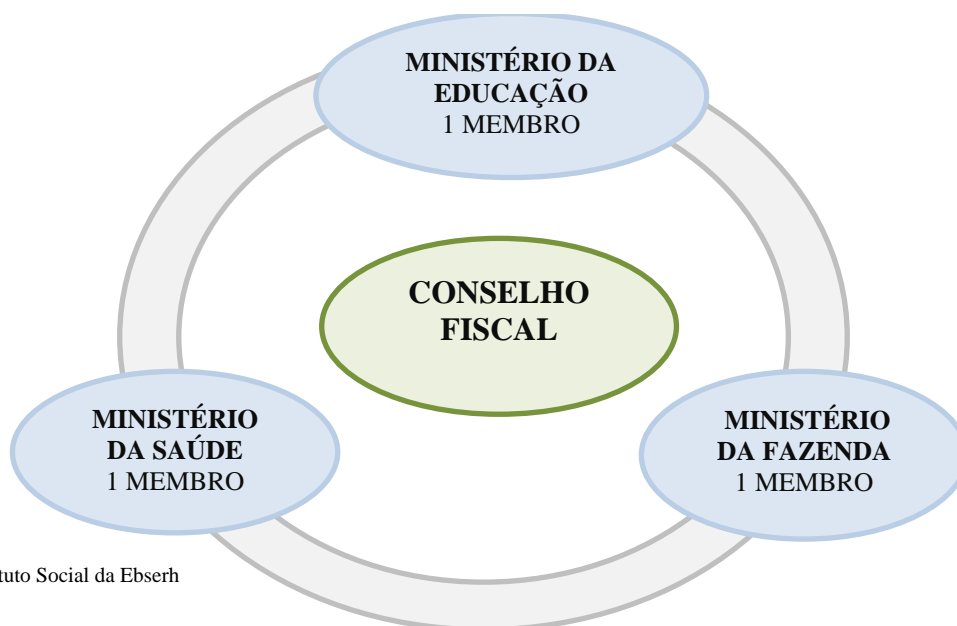 MINISTÉRIO DA
EDUCAÇÃO
1 MEMBRO
CONSELHO
FISCAL
MINISTÉRIO
DA SAÚDE
1 MEMBRO
MINISTÉRIO
DA FAZENDA
1 MEMBRO
Social da Ebserh